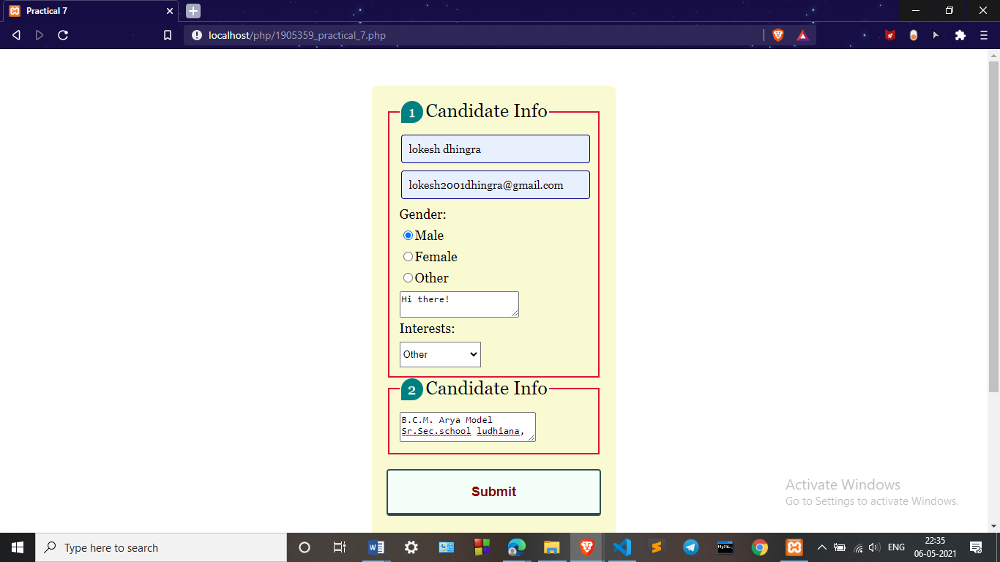 Practical 7
localhost/php/1905359_practical_7.php
1 Candidate Info
lokesh dhingra
lokesh2001dhingra@gmail.com
Gender:
Male
Female
Other
Hi there!
Interests:
Other
2 Candidate Info
B.C.M. Arya Model
Sr.Sec.school ludhiana,
Submit
Activate Windows
Go to Settings to activate Windows.
Type here to search
MySQL
ENG
22:35
06-05-2021